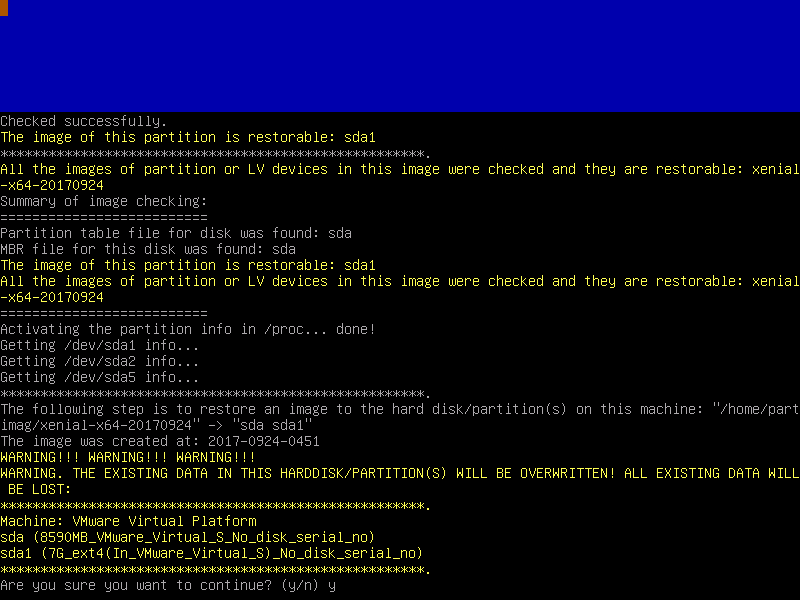 Checked successfully.
The image of this partition is restorable: sda1
*****************************************************.
All the images of partition or LV devices in this image were checked and they are restorable: xenial
-x64-20170924
Summary of image checking:
==========================
Partition table file for disk was found: sda
MBR file for this disk was found: sda
The image of this partition is restorable: sda1
All the images of partition or LV devices in this image were checked and they are restorable: xenial
-x64-20170924
==========================
Activating the partition info in /proc... done!
Getting /dev/sda1 info...
Getting /dev/sda2 info...
Getting /dev/sda5 info...
*****************************************************.
The following step is to restore an image to the hard disk/partition(s) on this machine: "/home/part
imag/xenial-x64-20170924" -> "sda sda1"
The image was created at: 2017-0924-0451
WARNING!!! WARNING!!! WARNING!!!
WARNING. THE EXISTING DATA IN THIS HARDDISK/PARTITION(S) WILL BE OVERWRITTEN! ALL EXISTING DATA WILL
 BE LOST:
*****************************************************.
Machine: VMware Virtual Platform
sda (8590MB_VMware_Virtual_S_No_disk_serial_no)
sda1 (7G_ext4(In_VMware_Virtual_S)_No_disk_serial_no)
*****************************************************.
Are you sure you want to continue? (y/n) y